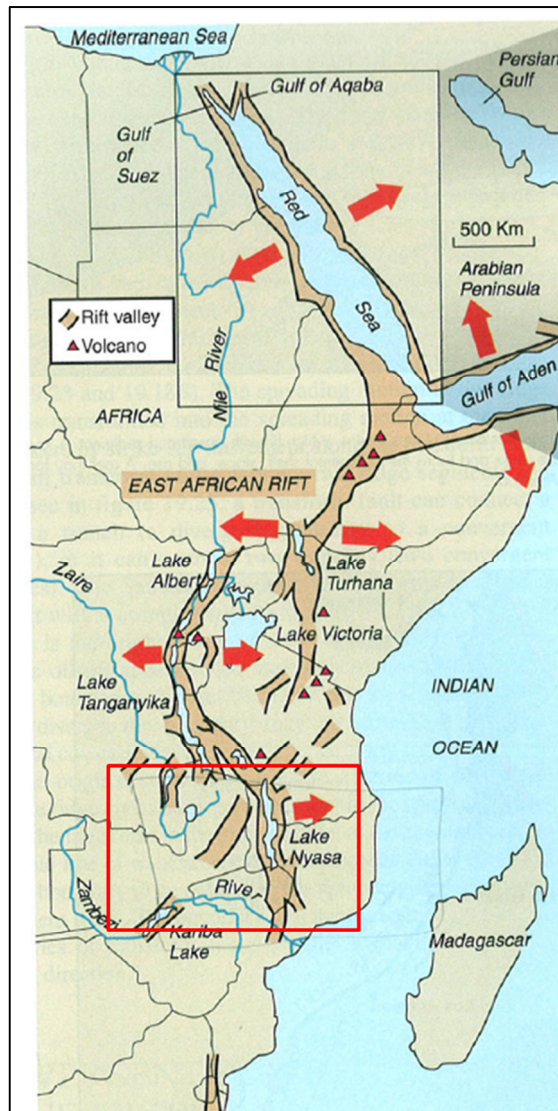 Mediterranean Sea
Gulf of Aqaba
Persian
Gulf
Gulf
of
Suez
Red
Sea
500 Km
Arabian
Peninsula
Rift valley
Volcano
Nile River
Gulf of Aden
AFRICA
EAST AFRICAN RIFT
Lake
Albert
Lake
Turhana
Zaire
Lake Victoria
Lake
Tanganyika
INDIAN
OCEAN
Lake
Nyasa
Zambezi
River
Kariba
Lake
Madagascar